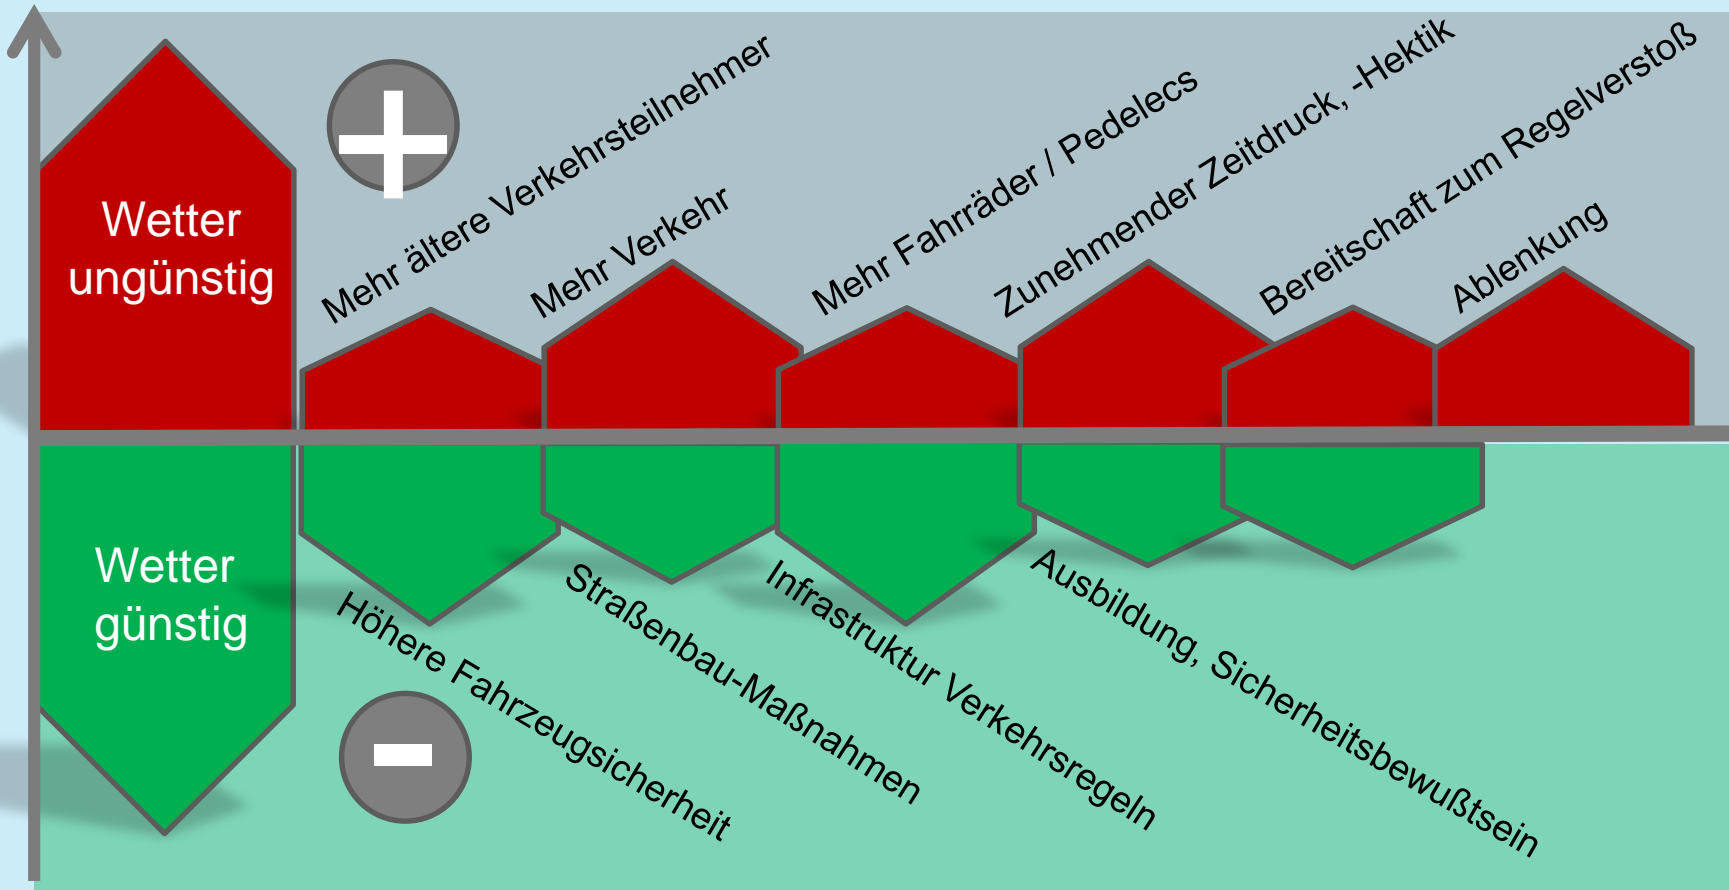 Wetter
ungünstig
Mehr ältere Verkehrsteilnehmer
Mehr Verkehr
Mehr Fahrräder / Pedelecs
Zunehmender Zeitdruck, -Hektik
Bereitschaft zum Regelverstoß
Ablenkung
Wetter
günstig
Höhere Fahrzeugsicherheit
Straßenbau-Maßnahmen
Infrastruktur Verkehrsregeln
Ausbildung, Sicherheitsbewußtsein